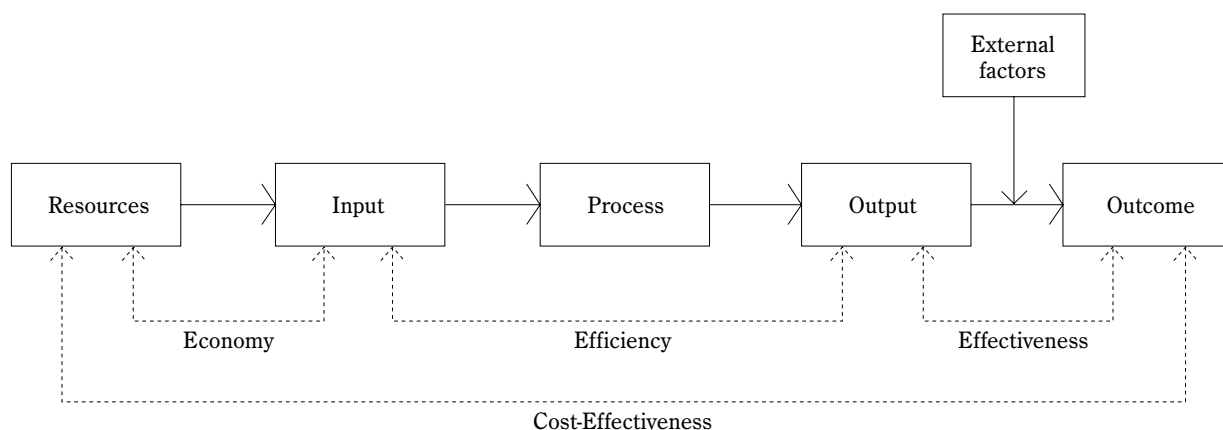 External
factors
Resources
Input
Process
Output
Outcome
Economy
Efficiency
Effectiveness
Cost-Effectiveness